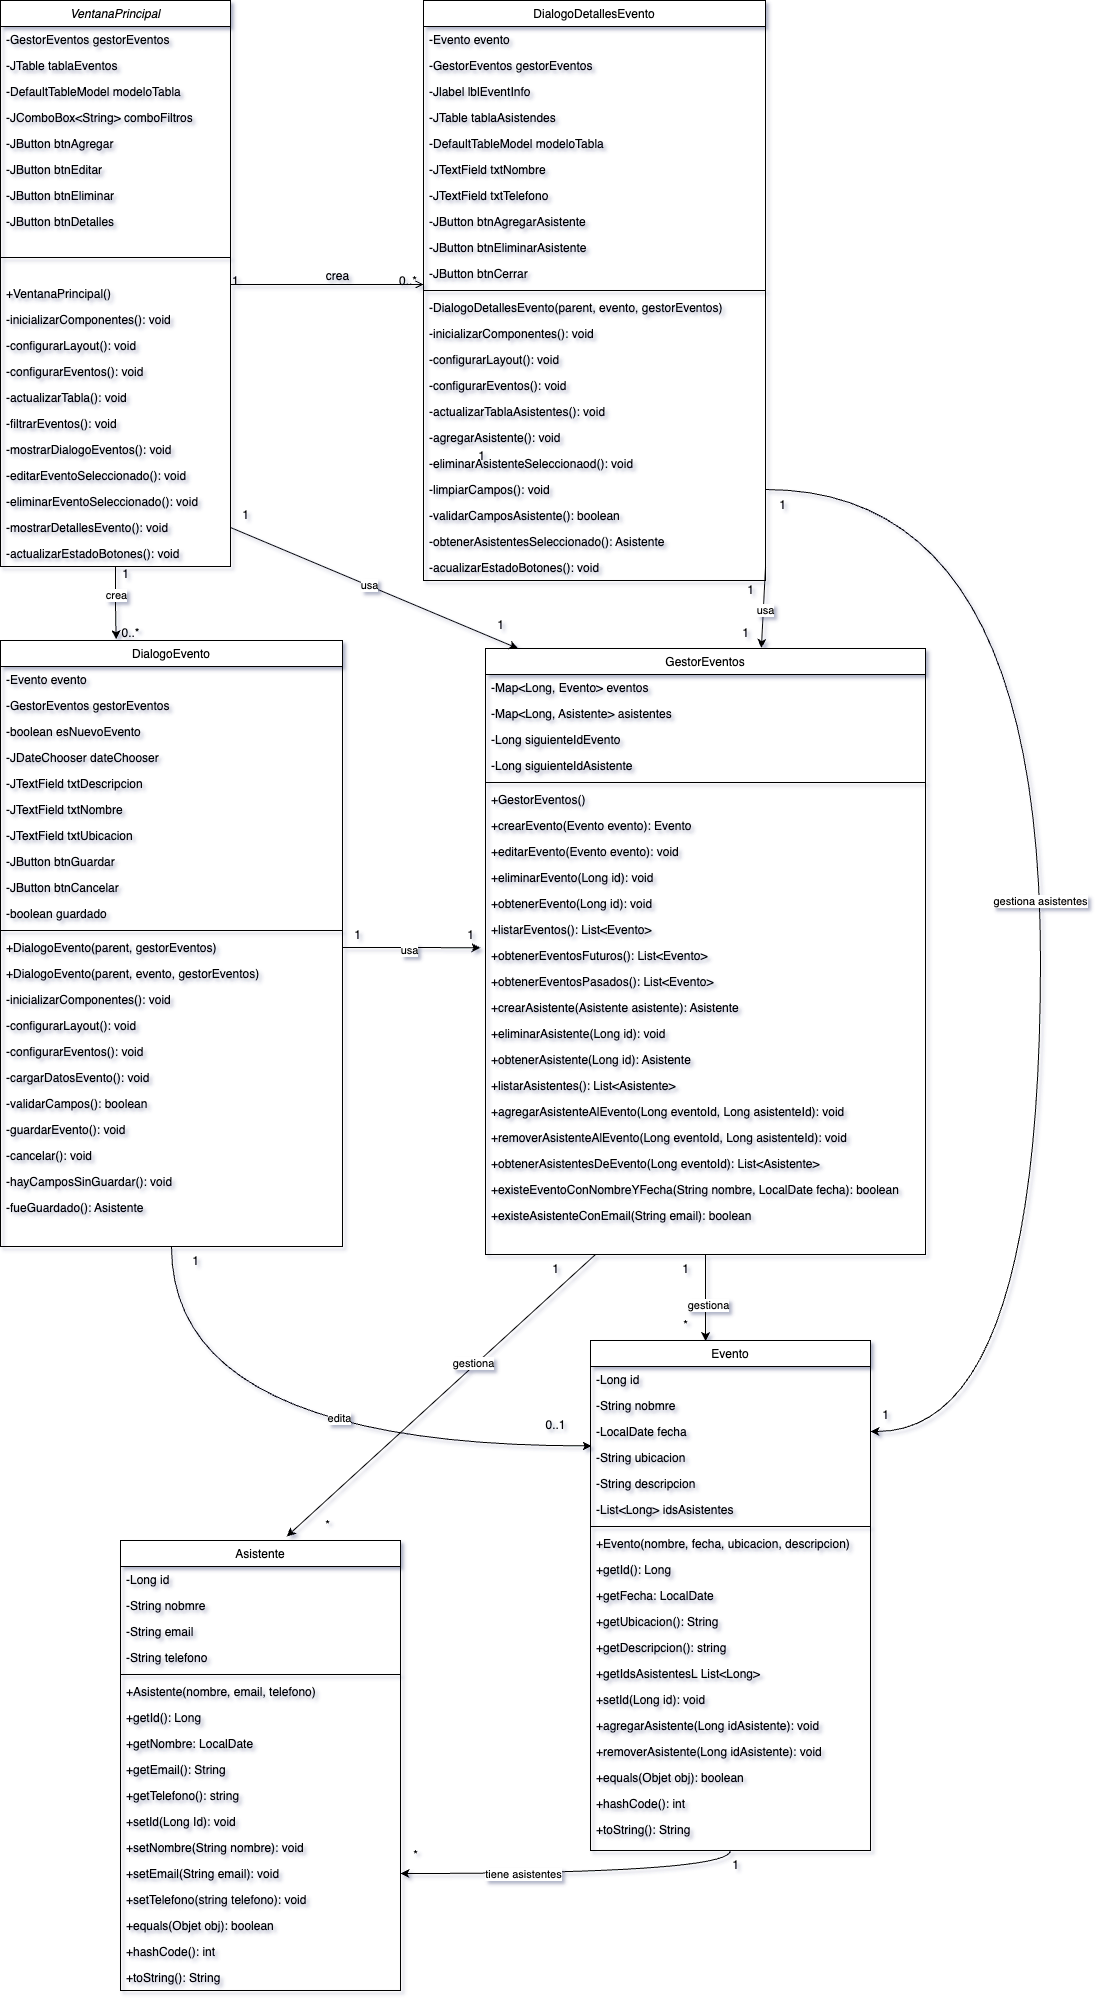 VentanaPrincipal
-GestorEventos gestorEventos
-JTable tablaEventos
-DefaultTableModel modeloTabla
-JComboBox<String> comboFiltros
-JButton btnAgregar
-JButton btnEditar
-JButton btnEliminar
-JButton btnDetalles
+VentanaPrincipal()
-inicializarComponentes(): void
-configurarLayout(): void
-configurarEventos(): void
-actualizarTabla(): void
-filtrarEventos(): void
-mostrarDialogoEventos(): void
-editarEventoSeleccionado(): void
-eliminarEventoSeleccionado(): void
-mostrarDetallesEvento(): void
-actualizarEstadoBotones(): void
1
crea
0..*
DialogoDetallesEvento
-Evento evento
-GestorEventos gestorEventos
-Jlabel lblEventInfo
-JTable tablaAsistendes
-DefaultTableModel modeloTabla
-JTextField txtNombre
-JTextField txtTelefono
-JButton btnAgregarAsistente
-JButton btnEliminarAsistente
-JButton btnCerrar
-DialogoDetallesEvento(parent, evento, gestorEventos)
-inicializarComponentes(): void
-configurarLayout(): void
-configurarEventos(): void
-actualizarTablaAsistentes(): void
-agregarAsistente(): void
1
-eliminarAsistenteSeleccionaod(): void
-limpiarCampos(): void
-validarCamposAsistente(): boolean
-obtenerAsistentesSeleccionado(): Asistente
-acualizarEstadoBotones(): void
1
usa
1
1
crea
0..*
1
usa
1
1
gestiona asistentes
1
DialogoEvento
-Evento evento
-GestorEventos gestorEventos
-boolean esNuevoEvento
-JDateChooser dateChooser
-JTextField txtDescripcion
-JTextField txtNombre
-JTextField txtUbicacion
-JButton btnGuardar
-JButton btnCancelar
-boolean guardado
+DialogoEvento(parent, gestorEventos)
+DialogoEvento(parent, evento, gestorEventos)
-inicializarComponentes(): void
-configurarLayout(): void
-configurarEventos(): void
-cargarDatosEvento(): void
-validarCampos(): boolean
-guardarEvento(): void
-cancelar(): void
-hayCamposSinGuardar(): void
-fueGuardado(): Asistente
1
usa
1
GestorEventos
-Map<Long, Evento> eventos
-Map<Long, Asistente> asistentes
-Long siguienteIdEvento
-Long siguienteIdAsistente
+GestorEventos()
+crearEvento(Evento evento): Evento
+editarEvento(Evento evento): void
+eliminarEvento(Long id): void
+obtenerEvento(Long id): void
+listarEventos(): List<Evento>
+obtenerEventosFuturos(): List<Evento>
+obtenerEventosPasados(): List<Evento>
+crearAsistente(Asistente asistente): Asistente
+eliminarAsistente(Long id): void
+obtenerAsistente(Long id): Asistente
+listarAsistentes(): List<Asistente>
+agregarAsistenteAlEvento(Long eventoId, Long asistenteId): void
+removerAsistenteAlEvento(Long eventoId, Long asistenteId): void
+obtenerAsistentesDeEvento(Long eventoId): List<Asistente>
+existeEventoConNombreYFecha(String nombre, LocalDate fecha): boolean
+existeAsistenteConEmail(String email): boolean
1
edita
0..1
1
gestiona
*
1
gestiona
*
Evento
-Long id
-String nobmre
-LocalDate fecha
-String ubicacion
-String descripcion
-List<Long> idsAsistentes
+Evento(nombre, fecha, ubicacion, descripcion)
+getId(): Long
+getFecha: LocalDate
+getUbicacion(): String
+getDescripcion(): string
+getIdsAsistentesL List<Long>
+setId(Long id): void
+agregarAsistente(Long idAsistente): void
+removerAsistente(Long idAsistente): void
+equals(Objet obj): boolean
+hashCode(): int
+toString(): String
Asistente
-Long id
-String nobmre
-String email
-String telefono
+Asistente(nombre, email, telefono)
+getId(): Long
+getNombre: LocalDate
+getEmail(): String
+getTelefono(): string
+setId(Long Id): void
+setNombre(String nombre): void
+setEmail(String email): void
+setTelefono(string telefono): void
+equals(Objet obj): boolean
+hashCode(): int
+toString(): String
*
tiene asistentes
1